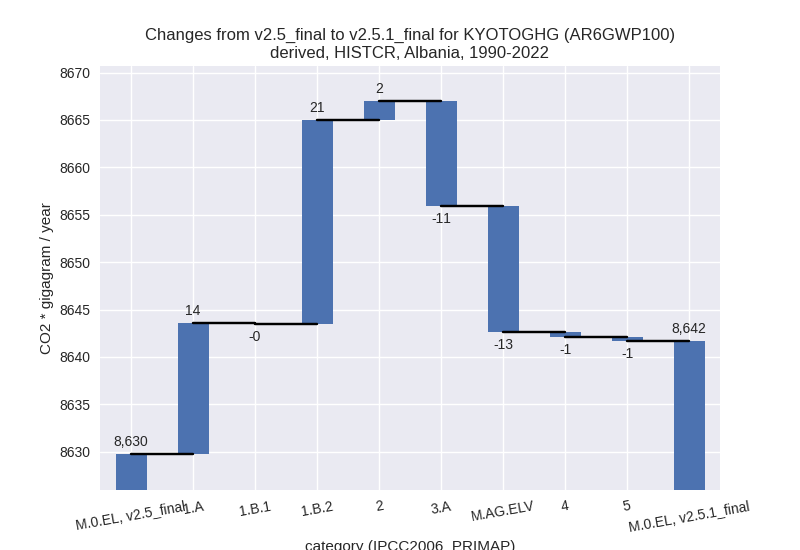 Changes from v2.5_final to v2.5.1_final for KYOTOGHG (AR6GWP100)
derived, HISTCR, Albania, 1990-2022
8670
8665
8660
8655
8650
8645
8640
8635
8630
CO2 * gigagram / year
8,630
14
-0
21
2
-11
-13
-1
-1
8,642
M.0.EL, v2.5_final
1.A
1.B.1
1.B.2
2
3.A
M.AG.ELV
4
5
M.0.EL, v2.5.1_final
category (IPCC2006_PRIMAP)